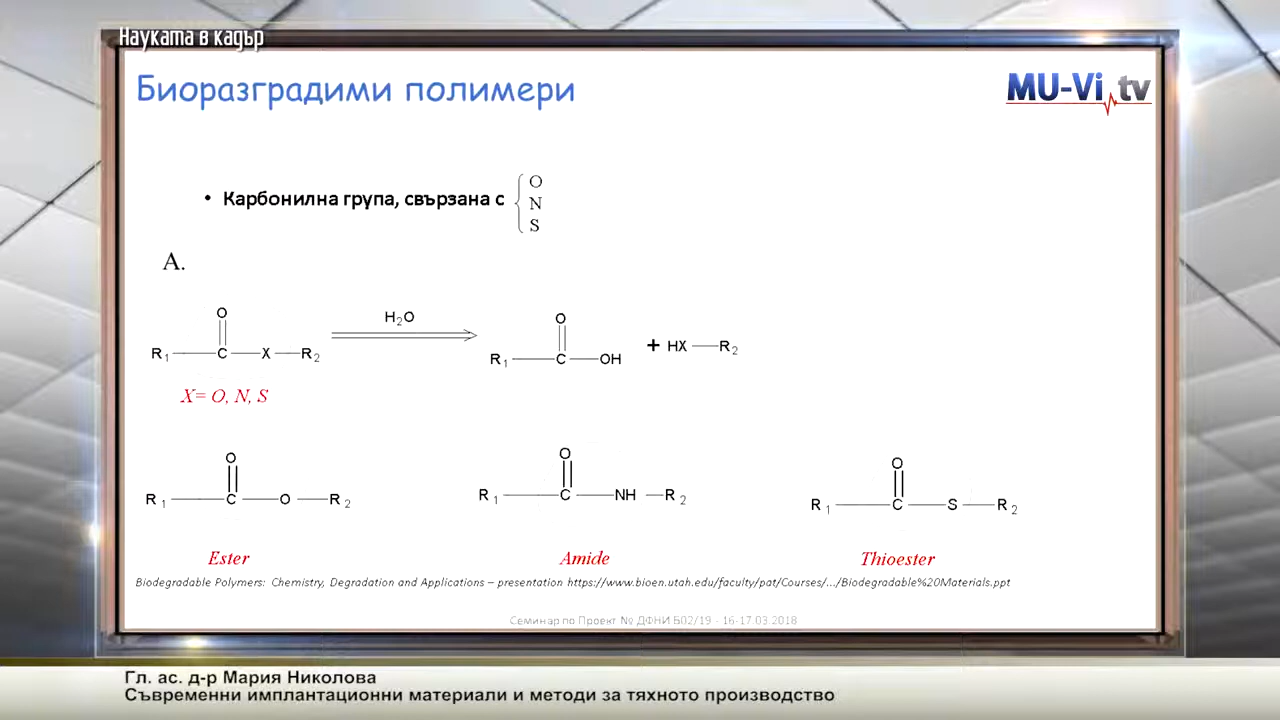 Науката в кадър
Биоразградими полимери
MU-Vi.tv
• Карбонилна група, свързана с
O
N
S
A.
O
R1 C X R2
H2O
O
R1 C OH
+ HX R2
X= O, N, S
O
R1 C O R2
O
R1 C NH R2
O
R1 C S R2
Ester
Amide
Thioester
Biodegradable Polymers: Chemistry, Degradation and Applications – presentation https://www.bioen.utah.edu/faculty/pat/Courses/.../Biodegradable%20Materials.ppt
Семинар по Проект № ДФНИ Б02/19 - 16-17.03.2018
Гл. ас. д-р Мария Николова
Съвременни имплантационни материали и методи за тяхното производство